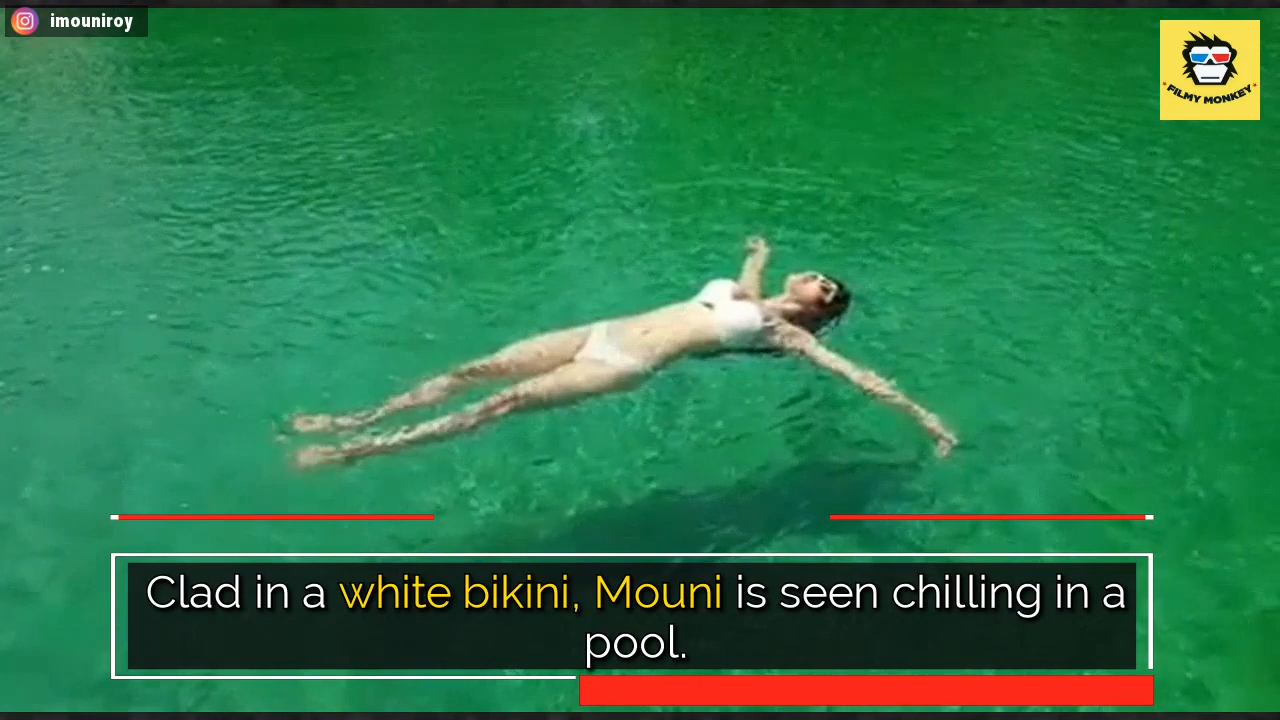 imouniroy
FILMY MONKEY
Clad in a white bikini, Mouni is seen chilling in a
pool.